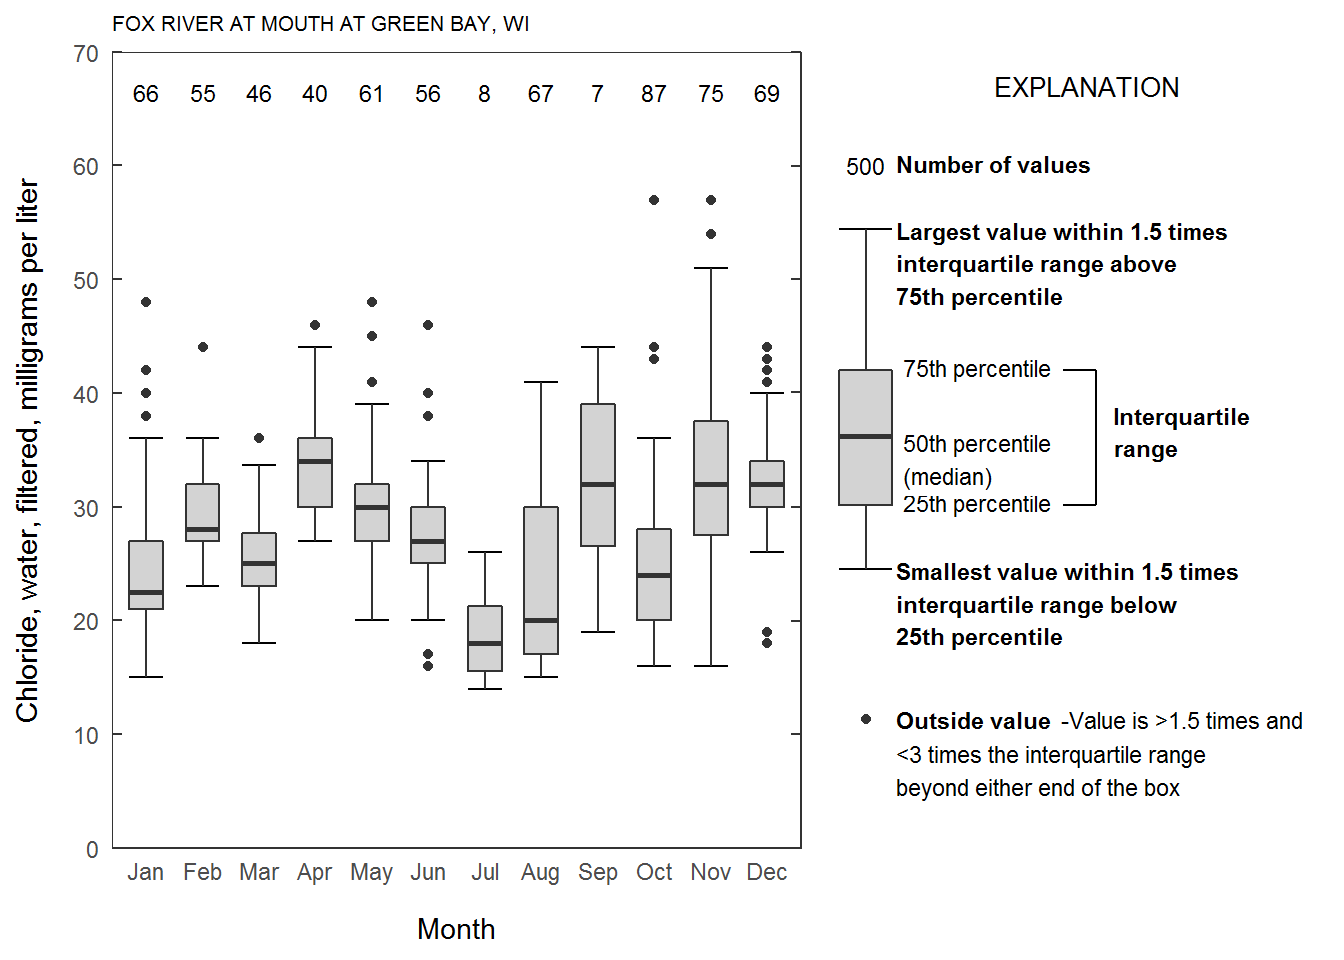 FOX RIVER AT MOUTH AT GREEN BAY, WI
70
60
50
40
30
20
10
0
Chloride, water, filtered, milligrams per liter
66 55 46 40 61 56 8 67 7 87 75 69
Jan Feb Mar Apr May Jun Jul Aug Sep Oct Nov Dec
Month
EXPLANATION
500 Number of values
Largest value within 1.5 times
interquartile range above
75th percentile
75th percentile
50th percentile
(median)
25th percentile
Interquartile
range
Smallest value within 1.5 times
interquartile range below
25th percentile
Outside value -Value is >1.5 times and
<3 times the interquartile range
beyond either end of the box